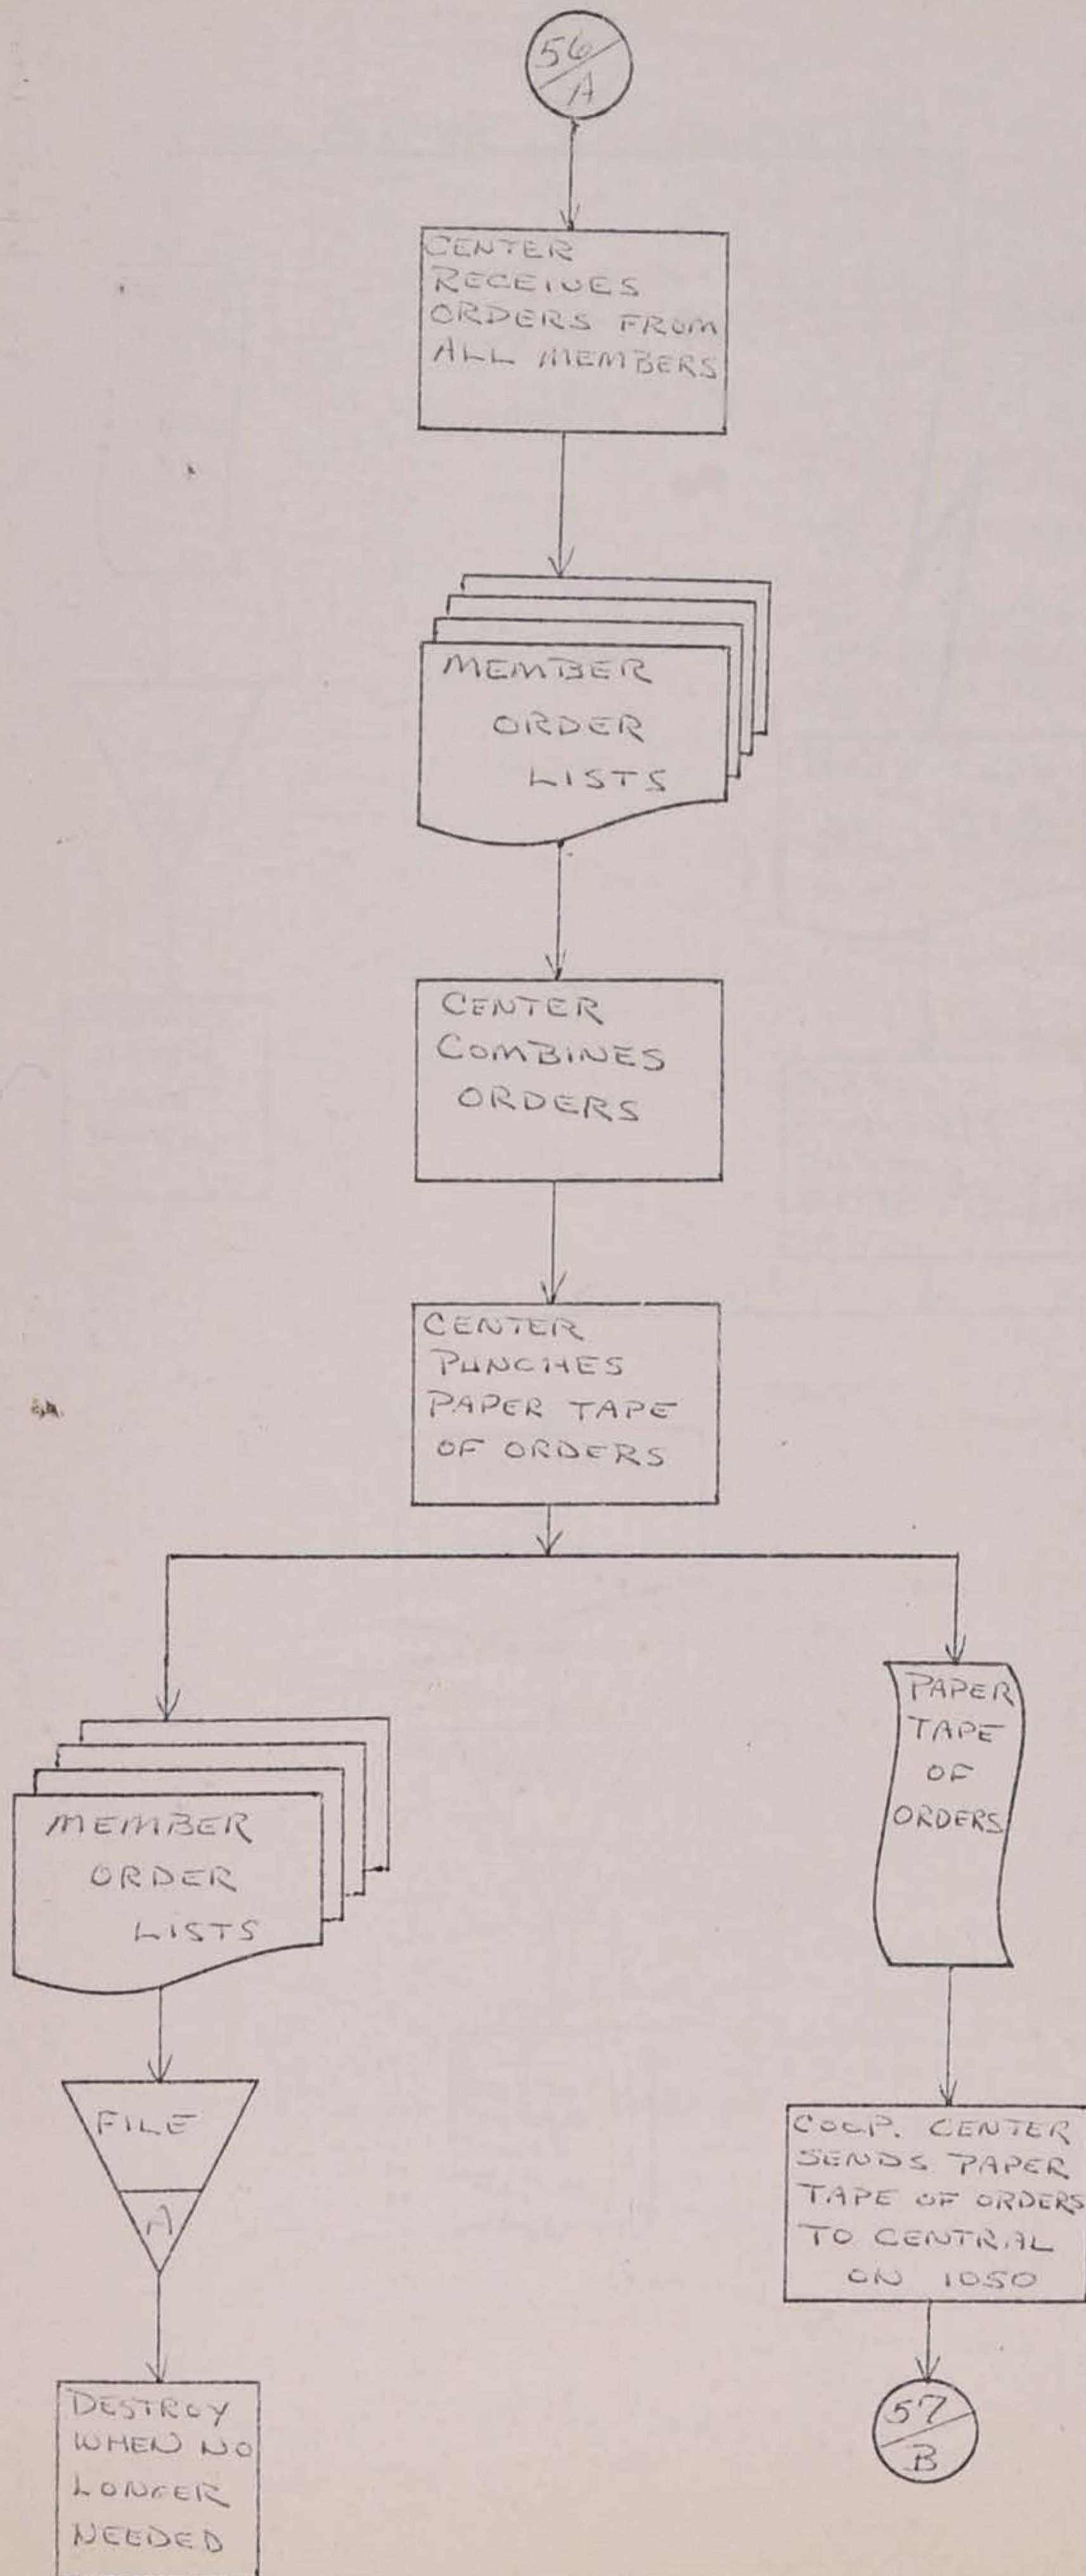 56
A
CENTER
RECEIVES
ORDERS FROM
ALL MEMBERS
MEMBER
ORDER
LISTS
CENTER
COMBINES
ORDERS
CENTER
PUNCHES
PAPER TAPE
OF ORDERS
MEMBER
ORDER
LISTS
FILE
A
DESTROY
WHEN NO
LONGER
NEEDED
PAPER
TAPE
OF
ORDERS
COOP. CENTER
SENDS PAPER
TAPE OF ORDERS
TO CENTRAL
ON 1050
57
B